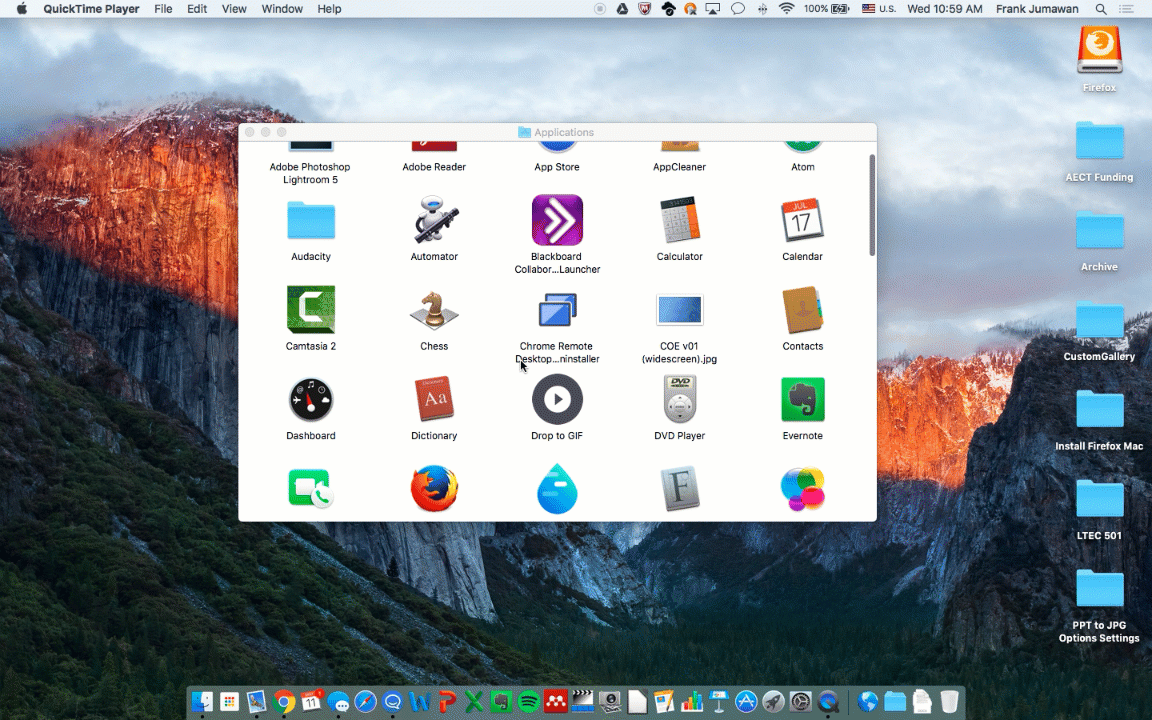 QuickTime Player File Edit View Window Help 100% U.S. Wed 10:59 AM Frank Jumawan
Applications
Adobe Photoshop
Lightroom 5
Adobe Reader
App Store
AppCleaner
Atom
Audacity
Automator
Blackboard
Collabor...Launcher
Calculator
JUL
17
Calendar
Camtasia 2
Chess
Chrome Remote
Desktop...ninstaller
COE v01
(widescreen).jpg
Contacts
Dashboard
Aa
Dictionary
Drop to GIF
DVD
DVD Player
Evernote
F
Firefox
AECT Funding
Archive
CustomGallery
Install Firefox Mac
LTEC 501
PPT to JPG
Options Settings